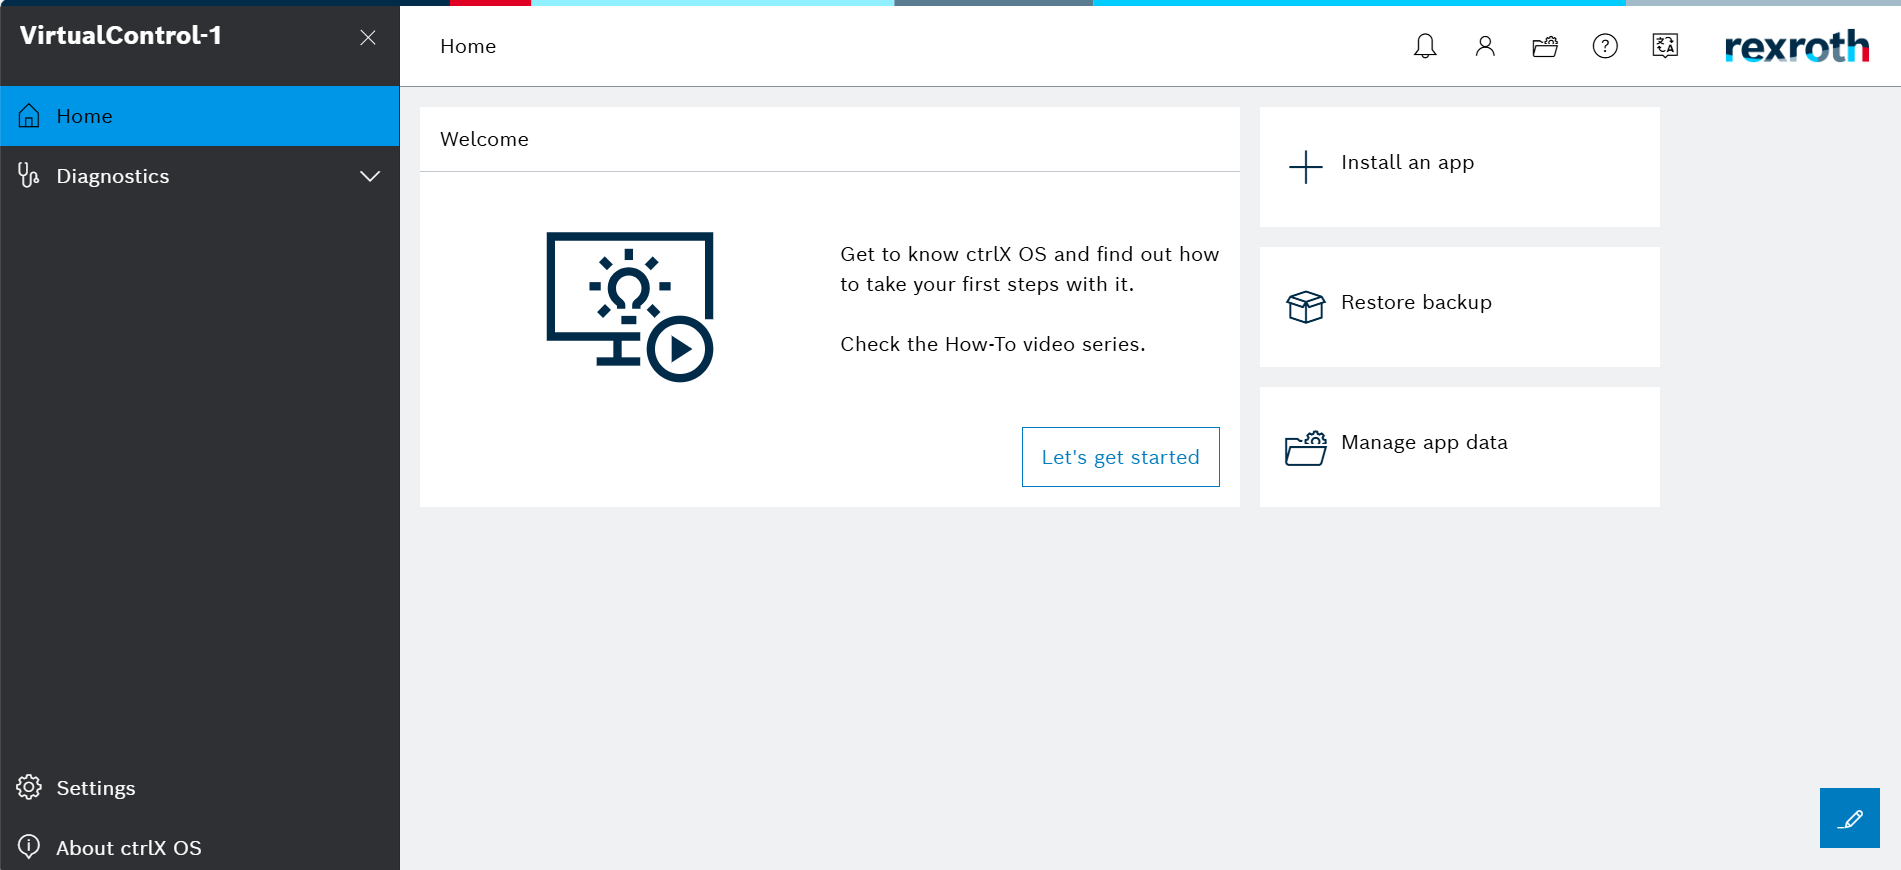 VirtualControl-1
Home
Diagnostics
Settings
About ctrlX OS
Home
rexroth
Welcome
Get to know ctrlX OS and find out how
to take your first steps with it.
Check the How-To video series.
Let's get started
Install an app
Restore backup
Manage app data